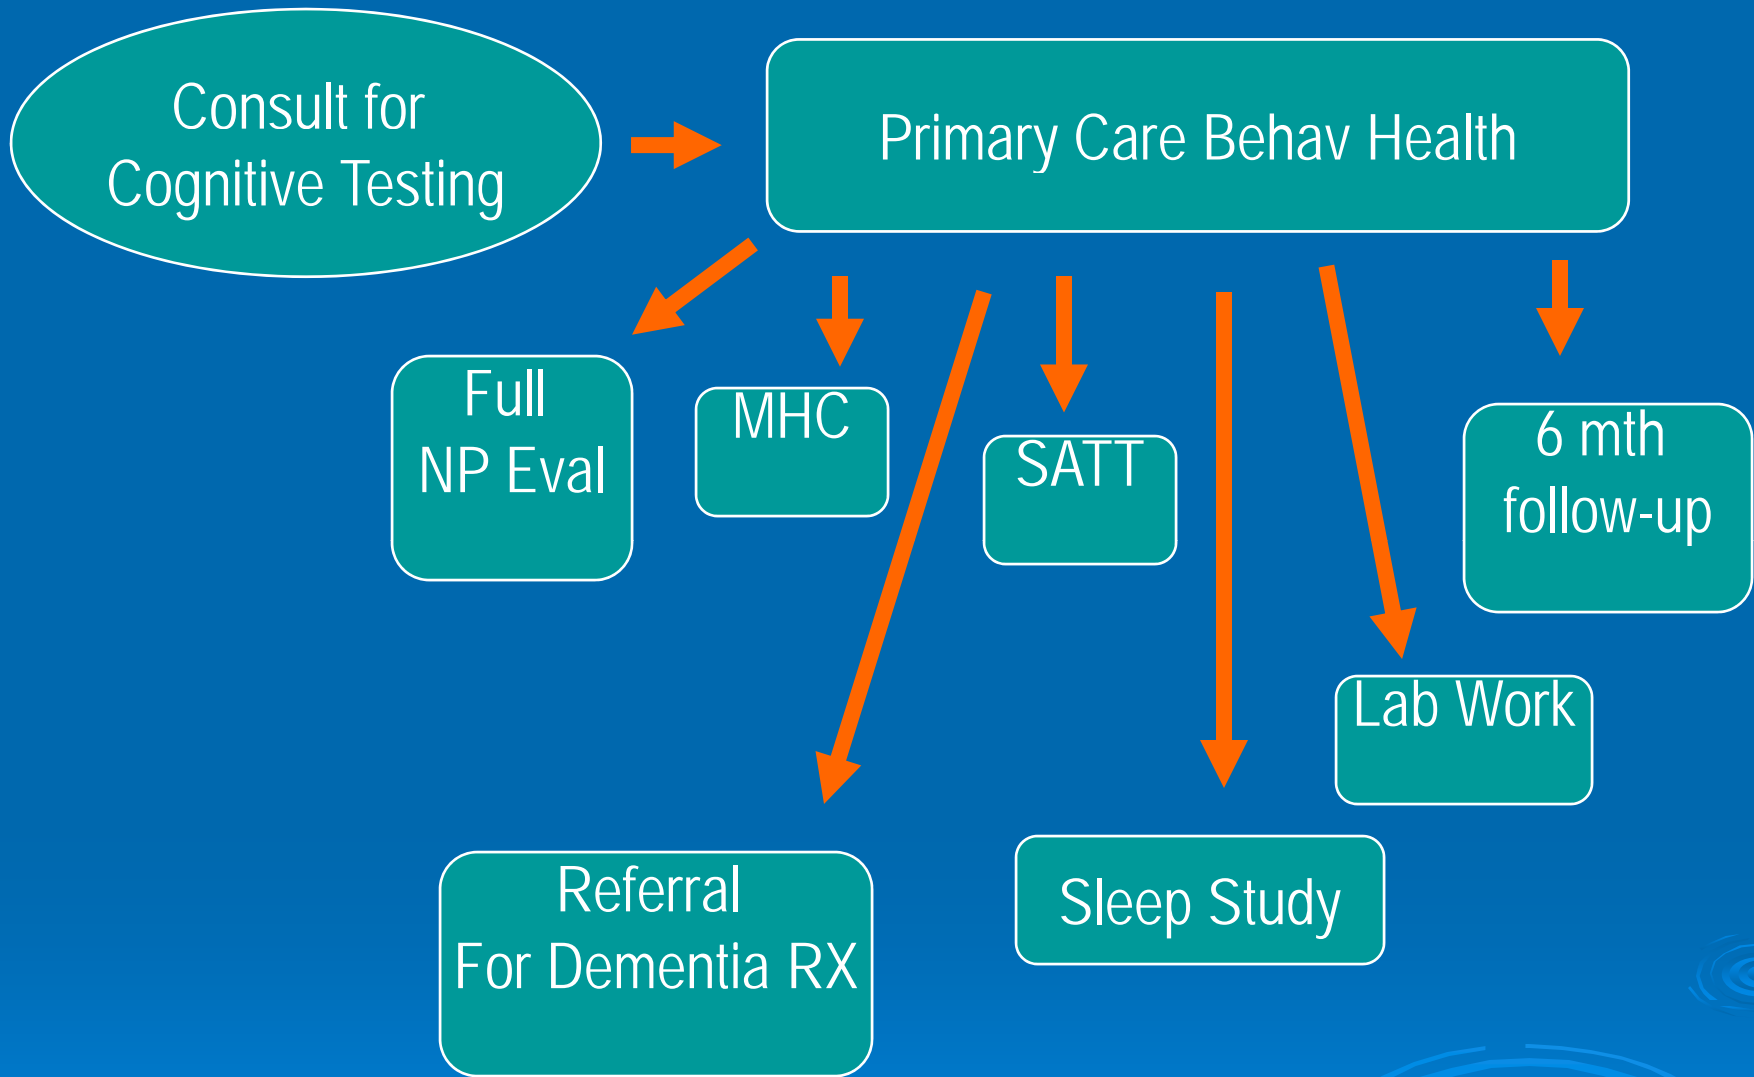 Consult for
Cognitive Testing
Primary Care Behav Health
Full
NP Eval
MHC
SATT
6 mth
follow-up
Lab Work
Referral
For Dementia RX
Sleep Study